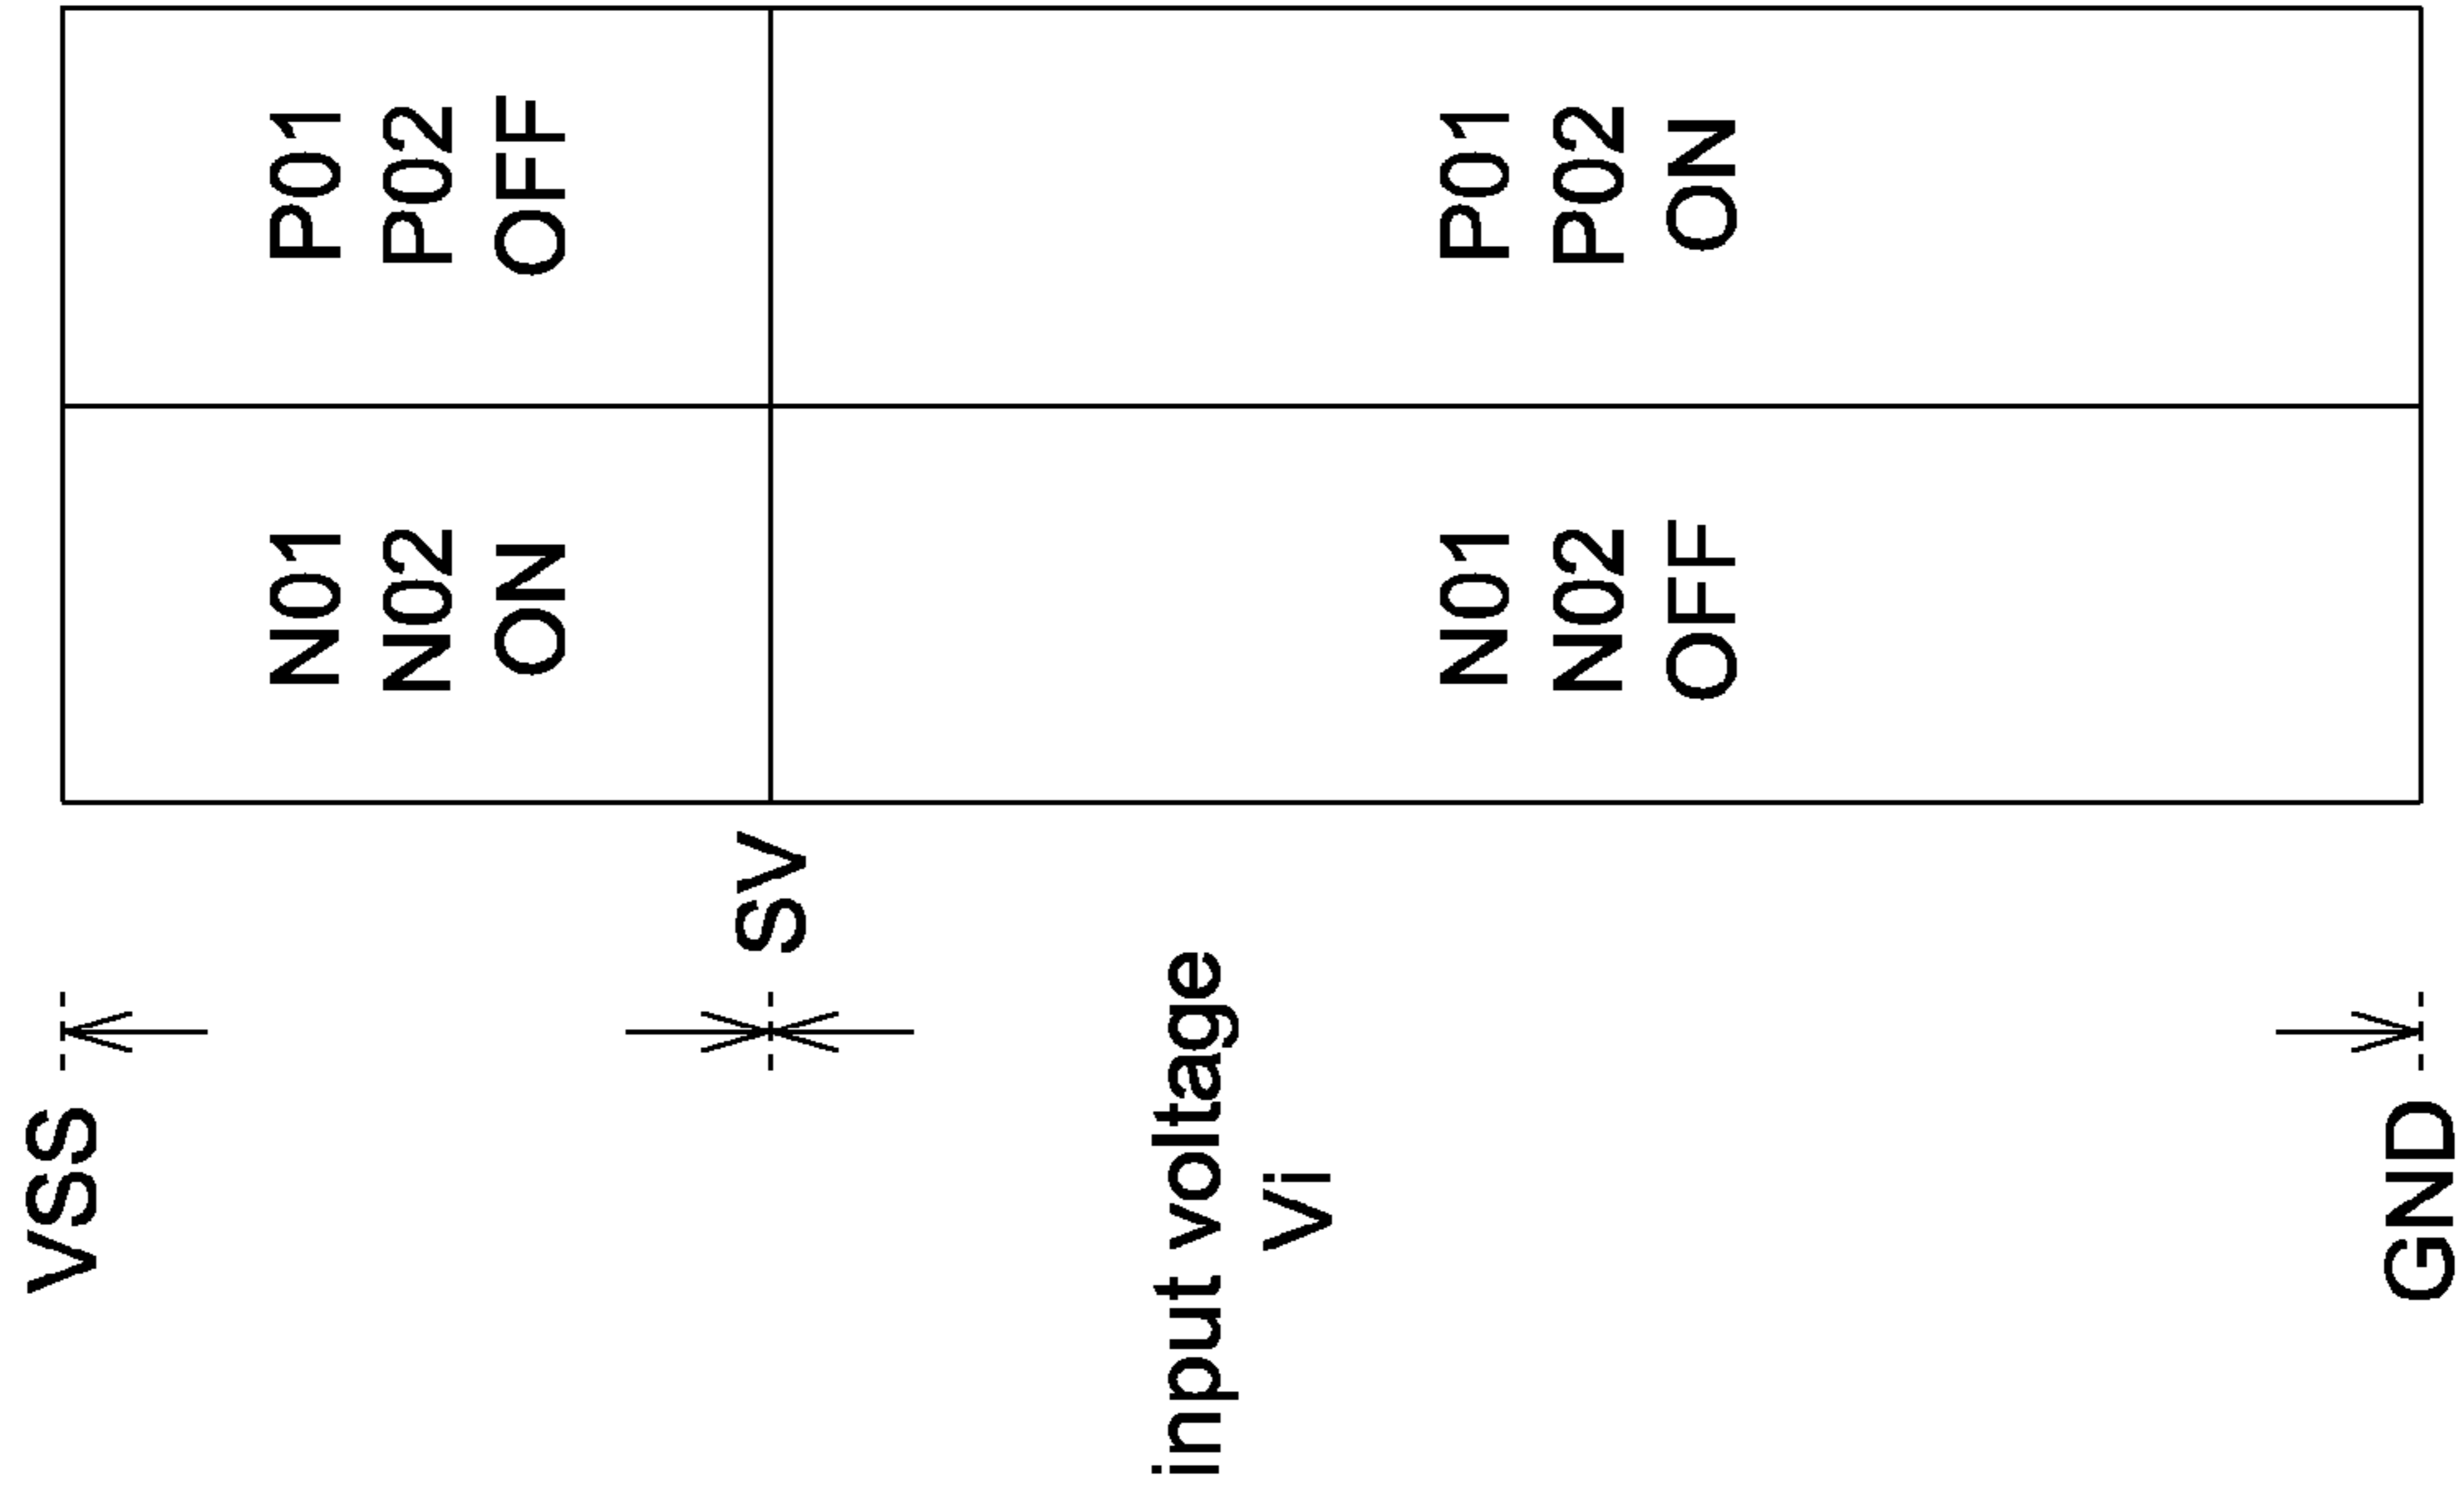 VSS
N01
N02
ON
P01
P02
OFF
SV
input voltage
Vi
N01
N02
OFF
P01
P02
ON
GND